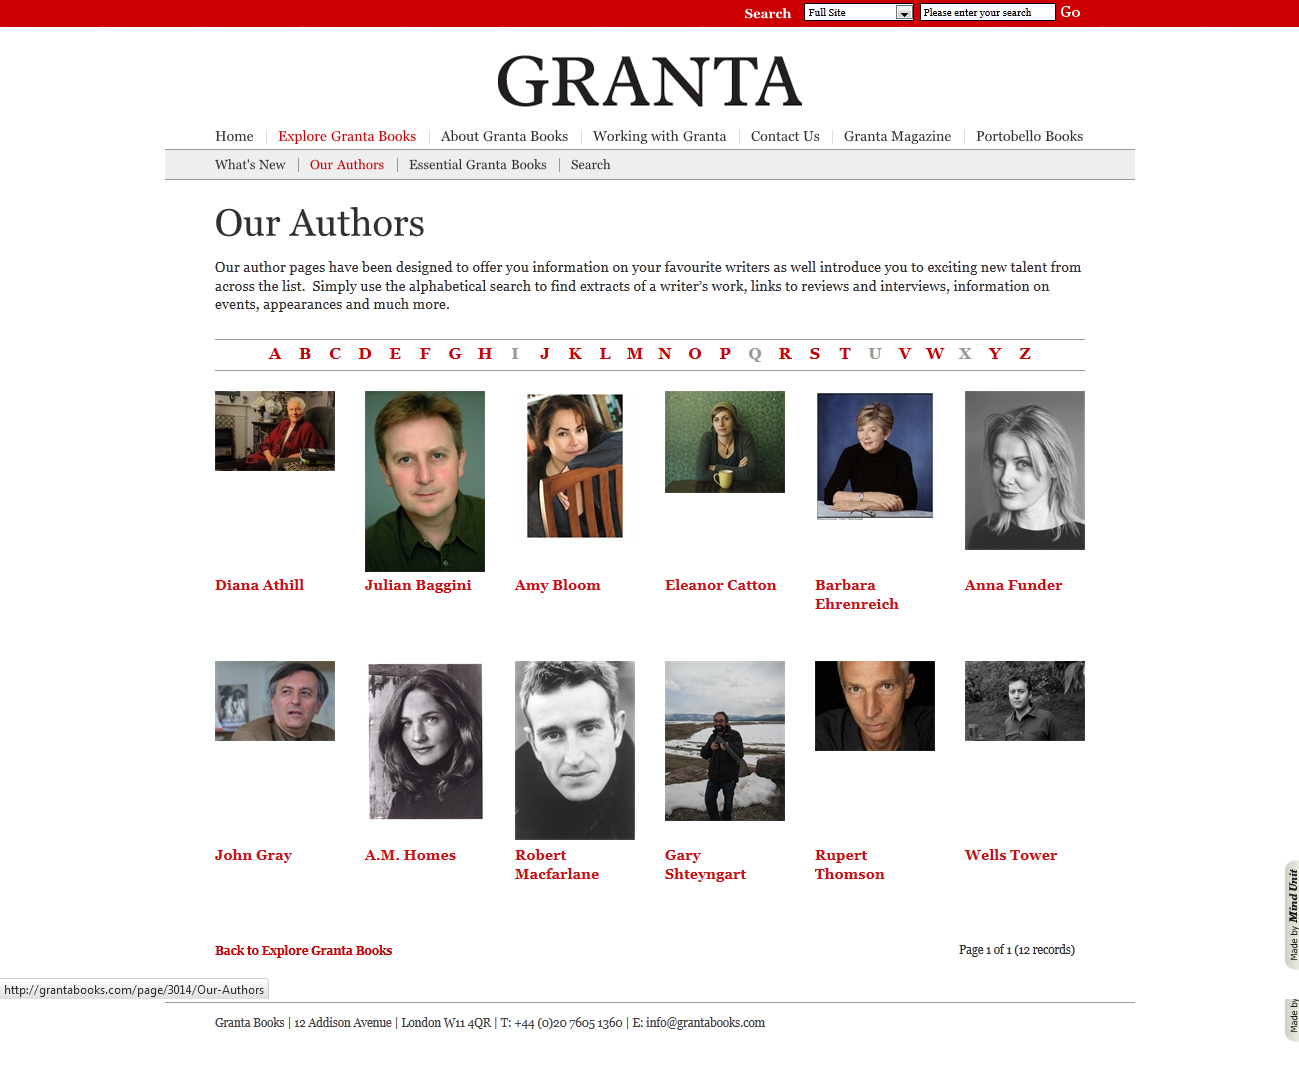 Search Full Site Please enter your search Go
GRANTA
Home Explore Granta Books About Granta Books Working with Granta Contact Us Granta Magazine Portobello Books
What's New Our Authors Essential Granta Books Search
Our Authors
Our author pages have been designed to offer you information on your favourite writers as well introduce you to exciting new talent from
across the list. Simply use the alphabetical search to find extracts of a writer's work, links to reviews and interviews, information on
events, appearances and much more.
A B C D E F G H I J K L M N O P Q R S T U V W X Y Z
Diana Athill Julian Baggini Amy Bloom Eleanor Catton Barbara Anna Funder
Ehrenreich
John Gray A.M. Homes Robert Gary Rupert Wells Tower
Macfarlane Shteyngart Thomson
Made by Mind Unit
Back to Explore Granta Books Page 1 of 1 (12 records)
http://grantabooks.com/page/3014/Our-Authors
Made by
Granta Books | 12 Addison Avenue | London W11 4QR | T: +44 (0)20 7605 1360 | E: info@grantabooks.com